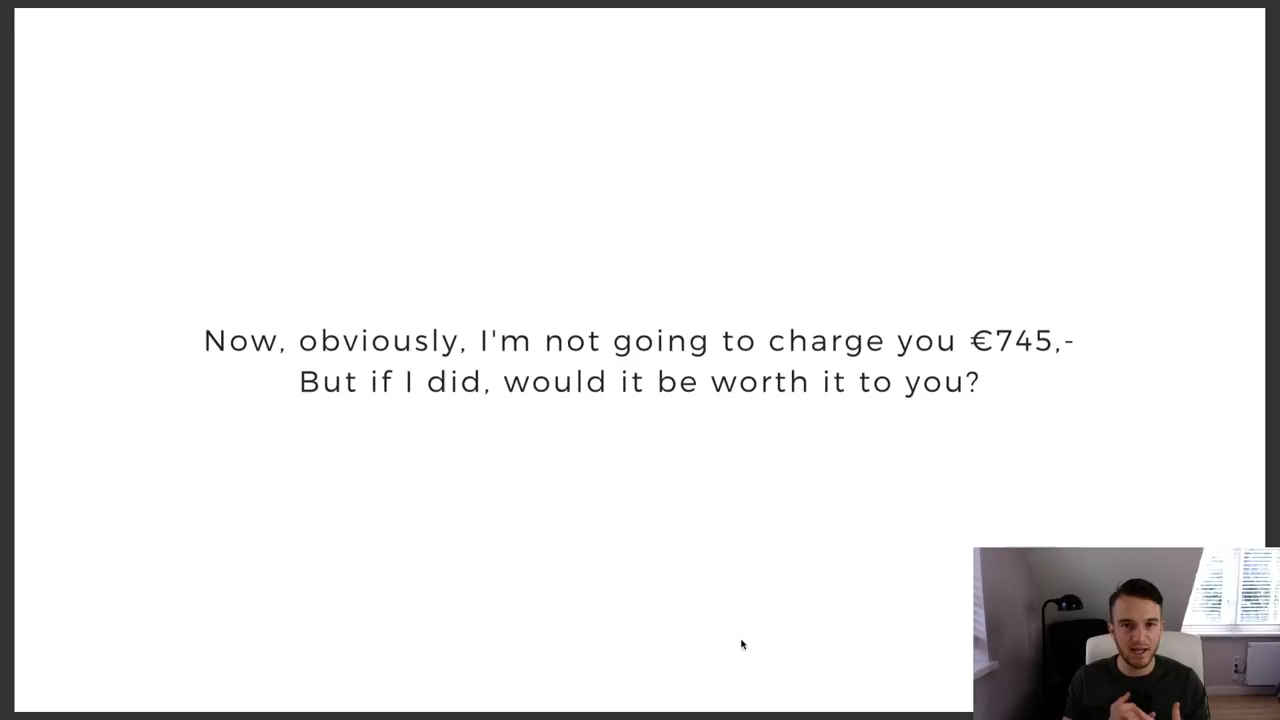 Now, obviously, I'm not going to charge you €745,-
But if I did, would it be worth it to you?